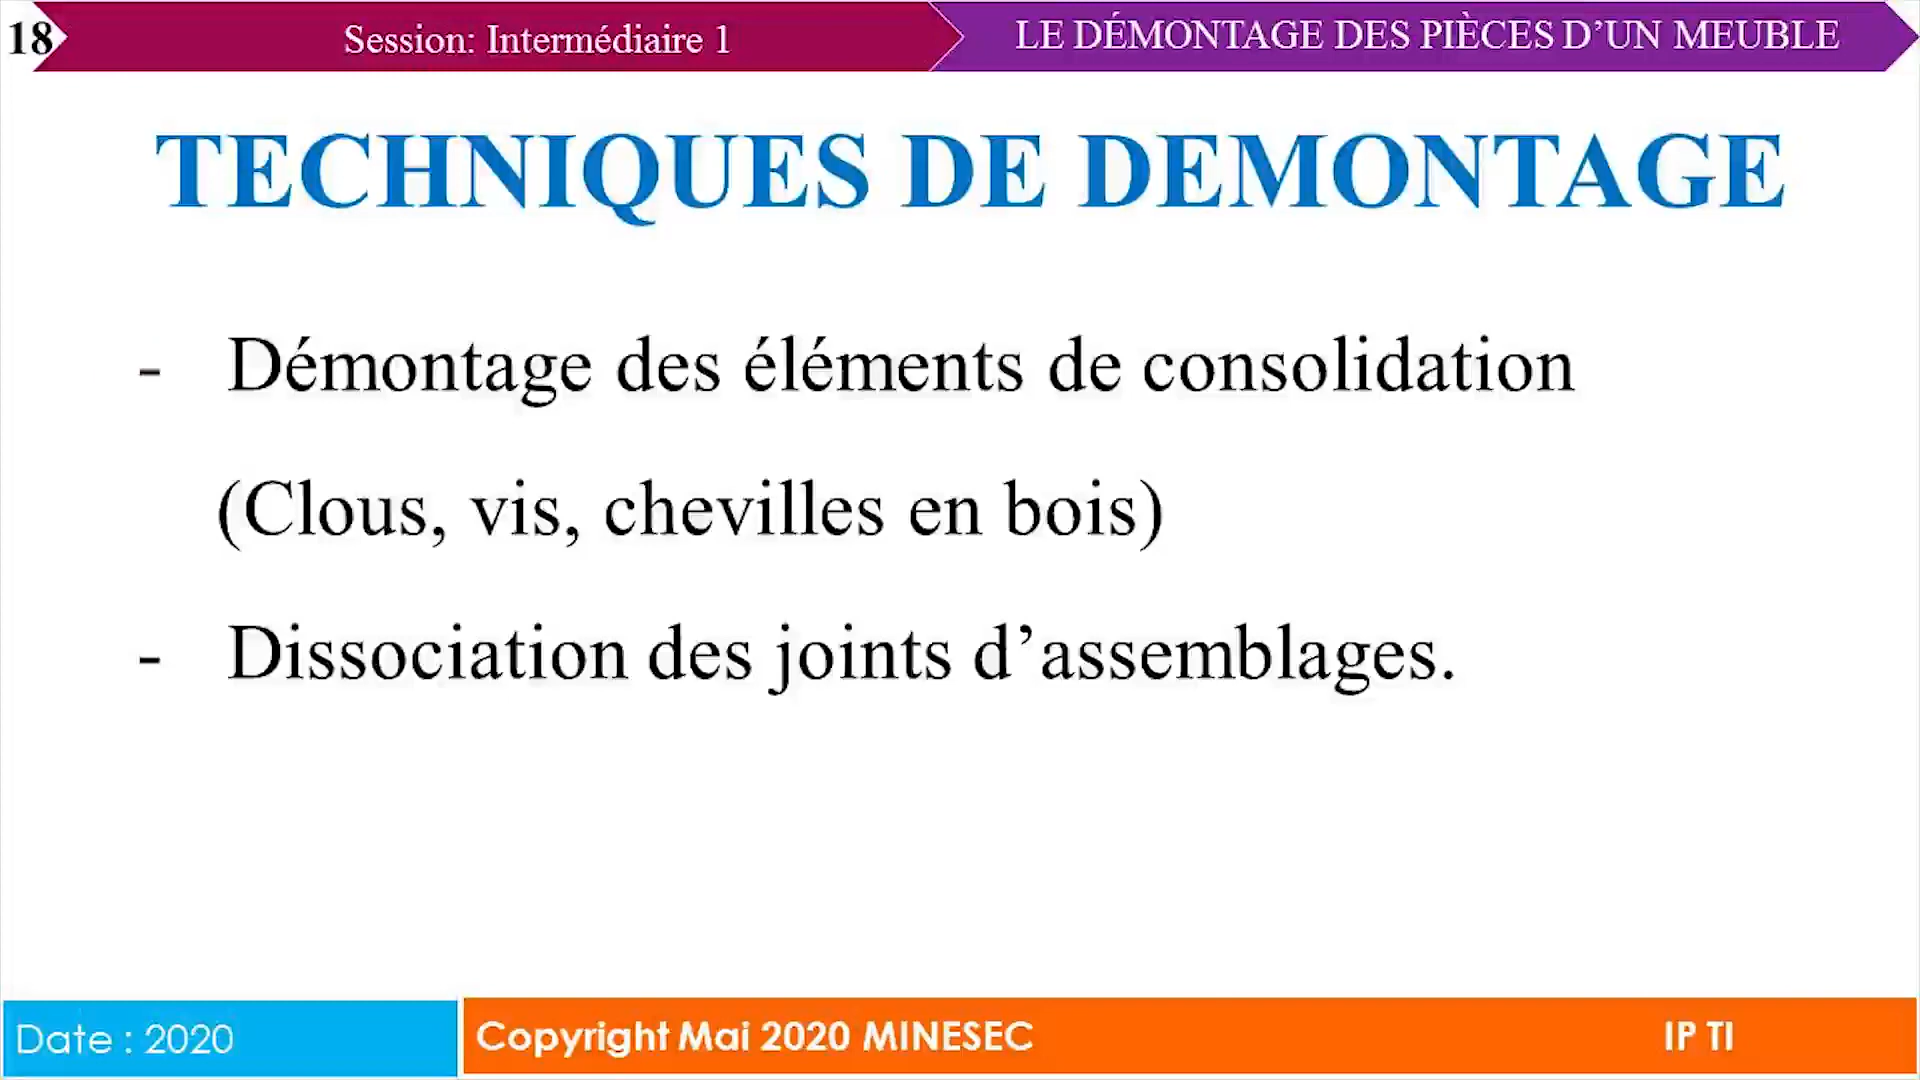 18
Session: Intermédiaire 1
LE DÉMONTAGE DES PIÈCES D’UN MEUBLE
TECHNIQUES DE DEMONTAGE
- Démontage des éléments de consolidation
(Clous, vis, chevilles en bois)
- Dissociation des joints d’assemblages.
Date : 2020
Copyright Mai 2020 MINESEC
IP TI